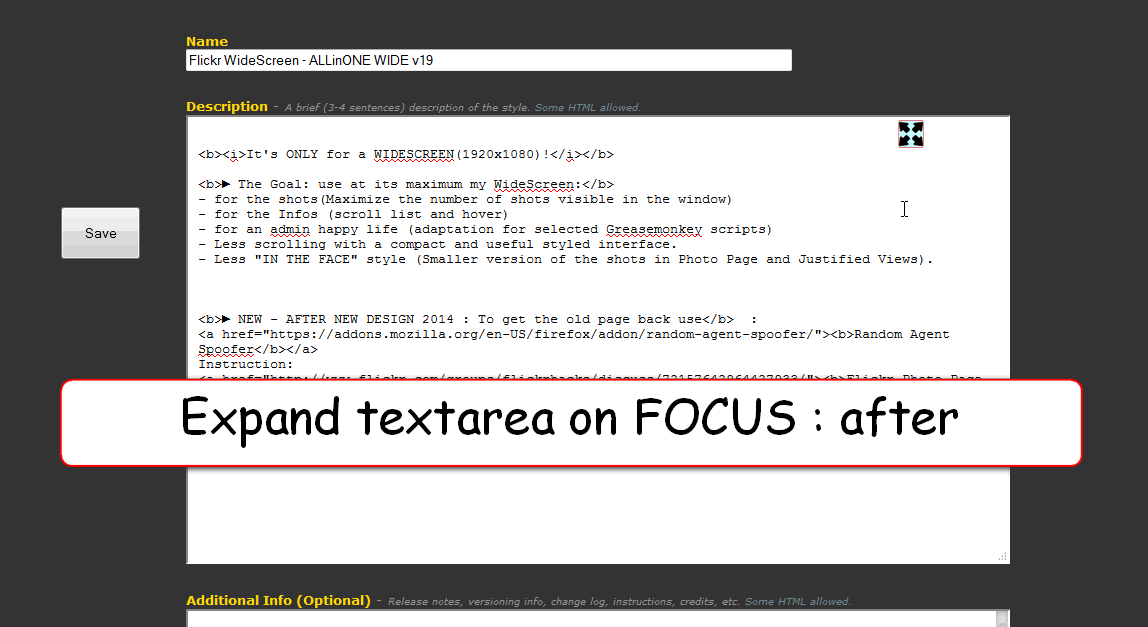 Name
Flickr WideScreen - ALLinONE WIDE v19
Description - A brief (3-4 sentences) description of the style. Some HTML allowed.
<b><i>It's ONLY for a WIDESCREEN(1920x1080)!</i></b>
<b>► The Goal: use at its maximum my WideScreen:</b>
- for the shots(Maximize the number of shots visible in the window)
- for the Infos (scroll list and hover)
Save
- for an admin happy life (adaptation for selected Greasemonkey scripts)
- Less scrolling with a compact and useful styled interface.
- Less "IN THE FACE" style (Smaller version of the shots in Photo Page and Justified Views).
<b>► NEW - AFTER NEW DESIGN 2014 : To get the old page back use</b>  :
<a href="https://addons.mozilla.org/en-US/firefox/addon/random-agent-spoofer/"><b>Random Agent
Spoofer</b></a>
Instruction:
Expand textarea on FOCUS : after
Additional Info (Optional) - Release notes, versioning info, change log, instructions, credits, etc. Some HTML allowed.